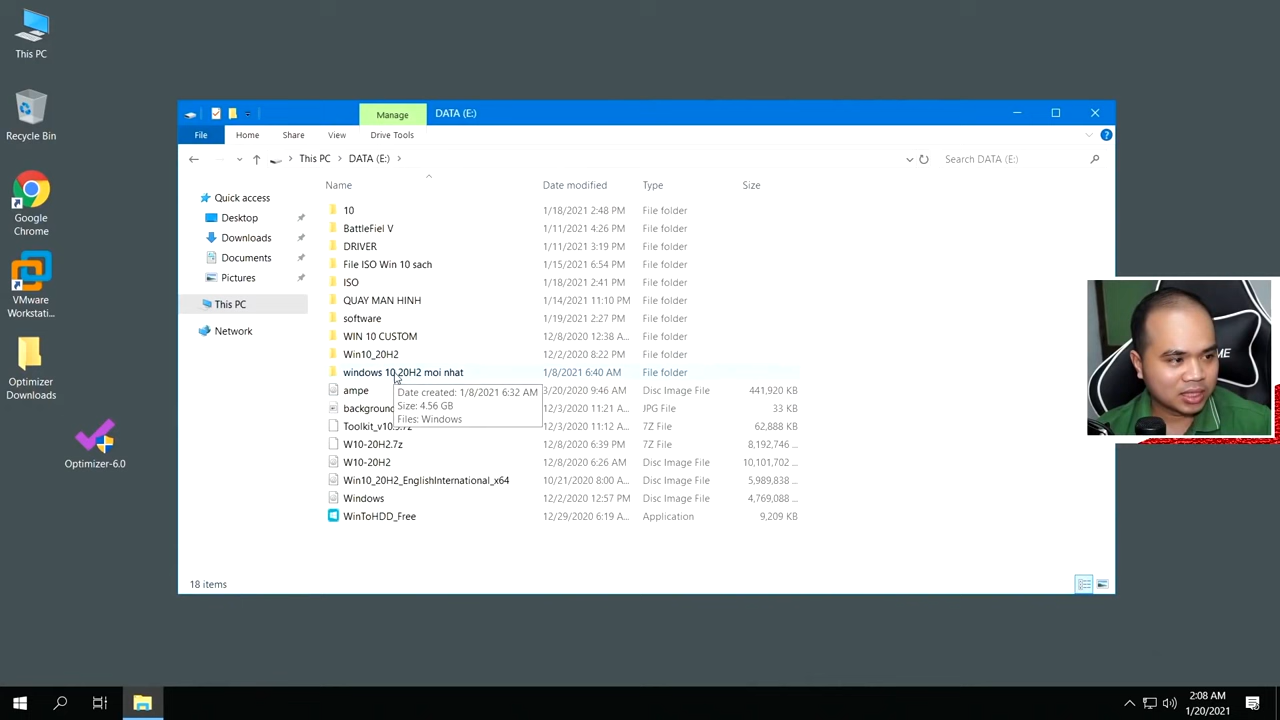 This PC
Recycle Bin
Google
Chrome
VMware
Workstati...
Optimizer
Downloads
Optimizer-6.0
Manage
DATA (E:)
File
Home
Share
View
Drive Tools
This PC
DATA (E:)
Search DATA (E:)
Quick access
Desktop
Downloads
Documents
Pictures
This PC
Network
Name Date modified Type Size
10 1/18/2021 2:48 PM File folder
BattleFiel V 1/11/2021 4:26 PM File folder
DRIVER 1/11/2021 3:19 PM File folder
File ISO Win 10 sach 1/15/2021 6:54 PM File folder
ISO 1/18/2021 2:41 PM File folder
QUAY MAN HINH 1/14/2021 11:10 PM File folder
software 1/19/2021 2:27 PM File folder
WIN 10 CUSTOM 12/8/2020 12:38 A... File folder
Win10_20H2 12/2/2020 8:22 PM File folder
windows 10 20H2 moi nhat 1/8/2021 6:40 AM File folder
ampe 3/20/2020 9:46 AM Disc Image File 441,920 KB
background 12/3/2020 11:21 A... JPG File 33 KB
12/3/2020 11:12 A... 7Z File 62,888 KB
W10-20H2.7z 12/8/2020 6:39 PM 7Z File 8,192,746 ...
W10-20H2 12/8/2020 6:26 AM Disc Image File 10,101,702 ...
Win10_20H2_EnglishInternational_x64 10/21/2020 8:00 A... Disc Image File 5,989,838 ...
Windows 12/2/2020 12:57 PM Disc Image File 4,769,088 ...
WinToHDD_Free 12/29/2020 6:19 A... Application 9,209 KB
Date created: 1/8/2021 6:32 AM
Size: 4.56 GB
Files: Windows
18 items
ME
2:08 AM
1/20/2021